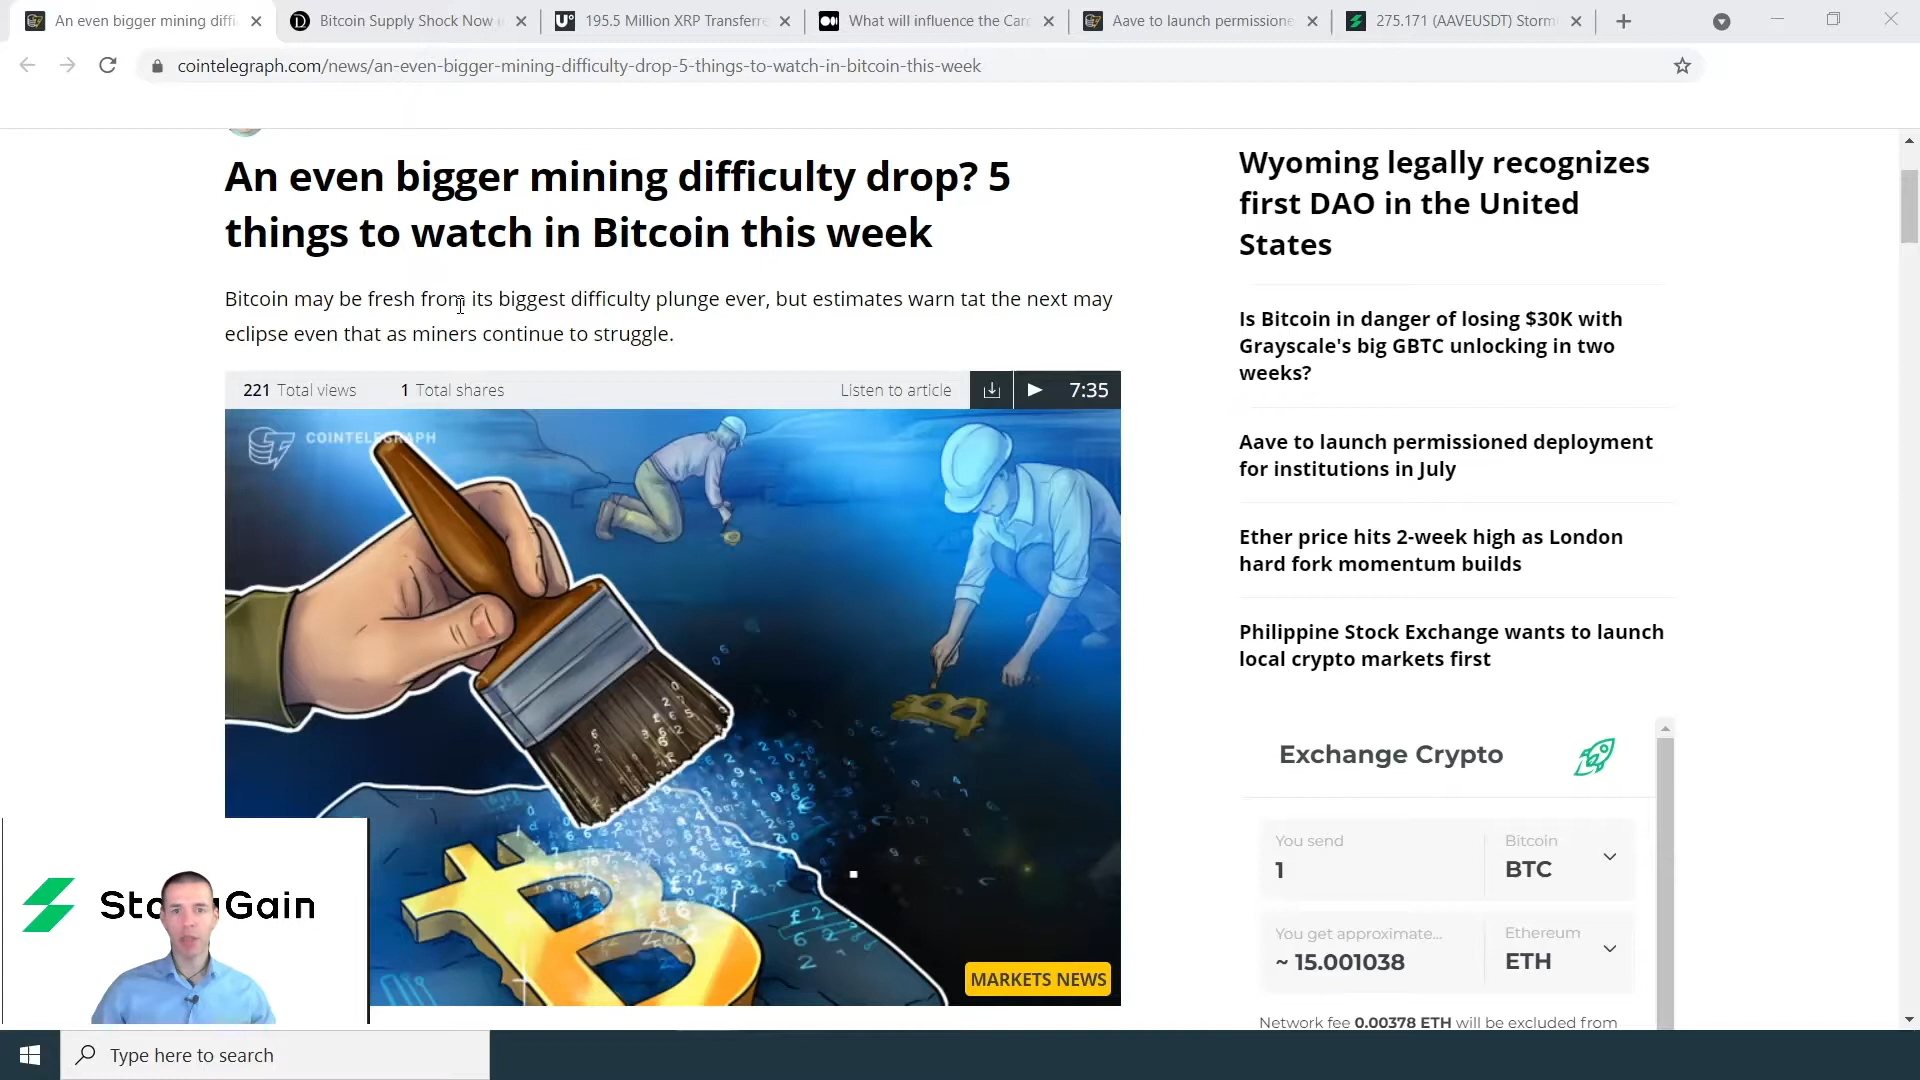 An even bigger mining diffi
Bitcoin Supply Shock Now
195.5 Million XRP Transferre
What will influence the Car
Aave to launch permissione
275.171 (AAVEUSDT) Storm
cointelegraph.com/news/an-even-bigger-mining-difficulty-drop-5-things-to-watch-in-bitcoin-this-week
An even bigger mining difficulty drop? 5
things to watch in Bitcoin this week
Bitcoin may be fresh from its biggest difficulty plunge ever, but estimates warn tat the next may
eclipse even that as miners continue to struggle.
221 Total views
1 Total shares
Listen to article
7:35
COINTELEGRAPH
MARKETS NEWS
Wyoming legally recognizes
first DAO in the United
States
Is Bitcoin in danger of losing $30K with
Grayscale's big GBTC unlocking in two
weeks?
Aave to launch permissioned deployment
for institutions in July
Ether price hits 2-week high as London
hard fork momentum builds
Philippine Stock Exchange wants to launch
local crypto markets first
Exchange Crypto
You send
1
Bitcoin
BTC
You get approximate...
~ 15.001038
Ethereum
ETH
Network fee 0.00378 ETH will be excluded from
Sto Gain
Type here to search